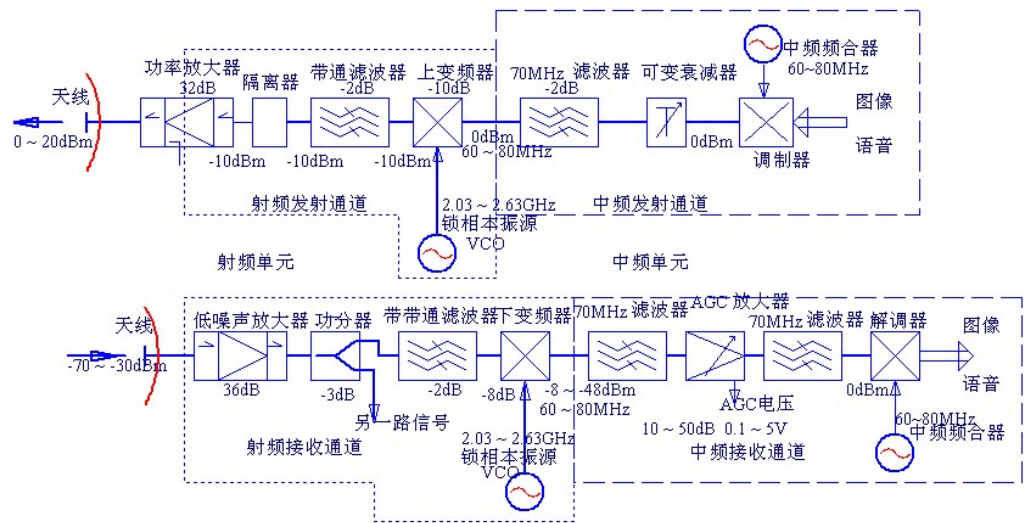 中频频合器
60～80MHz
功率放大器
32dB
隔离器
带通滤波器
-2dB
上变频器
-10dB
70MHz 滤波器
-2dB
可变衰减器
天线
图像
0～20dBm
-10dBm
-10dBm
-10dBm
0dBm
60～80MHz
0dBm
调制器
语音
射频发射通道
2.03～2.63GHz
锁相本振源
VCO
中频发射通道
射频单元
中频单元
天线
低噪声放大器
功分器
带带通滤波器
下变频器
70MHz 滤波器
AGC 放大器
70MHz 滤波器
解调器
图像
-70～-30dBm
36dB
-3dB
-2dB
-8dB
-8～-48dBm
60～80MHz
0dBm
语音
另一路信号
AGC电压
10～50dB 0.1～5V
60~80MHz
中频频合器
射频接收通道
2.03～2.63GHz
锁相本振源
VCO
中频接收通道